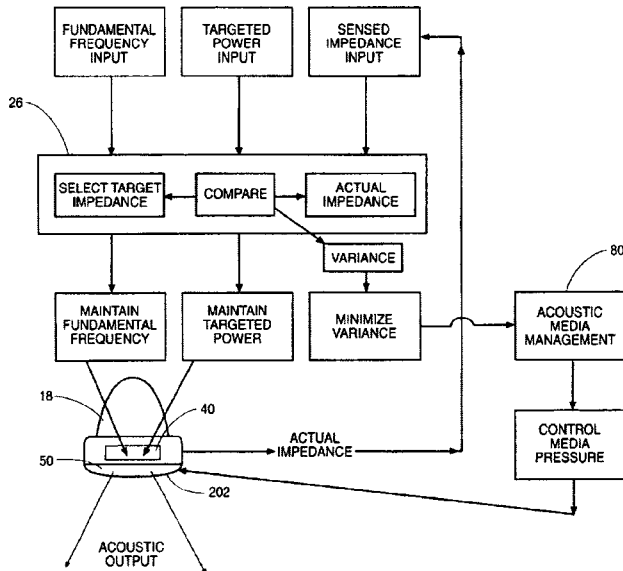 FUNDAMENTAL
FREQUENCY
INPUT
TARGETED
POWER
INPUT
SENSED
IMPEDANCE
INPUT
26
SELECT TARGET
IMPEDANCE
COMPARE
ACTUAL
IMPEDANCE
VARIANCE
80
MAINTAIN
FUNDAMENTAL
FREQUENCY
MAINTAIN
TARGETED
POWER
MINIMIZE
VARIANCE
ACOUSTIC
MEDIA
MANAGEMENT
18
40
ACTUAL
IMPEDANCE
CONTROL
MEDIA
PRESSURE
50
202
ACOUSTIC
OUTPUT